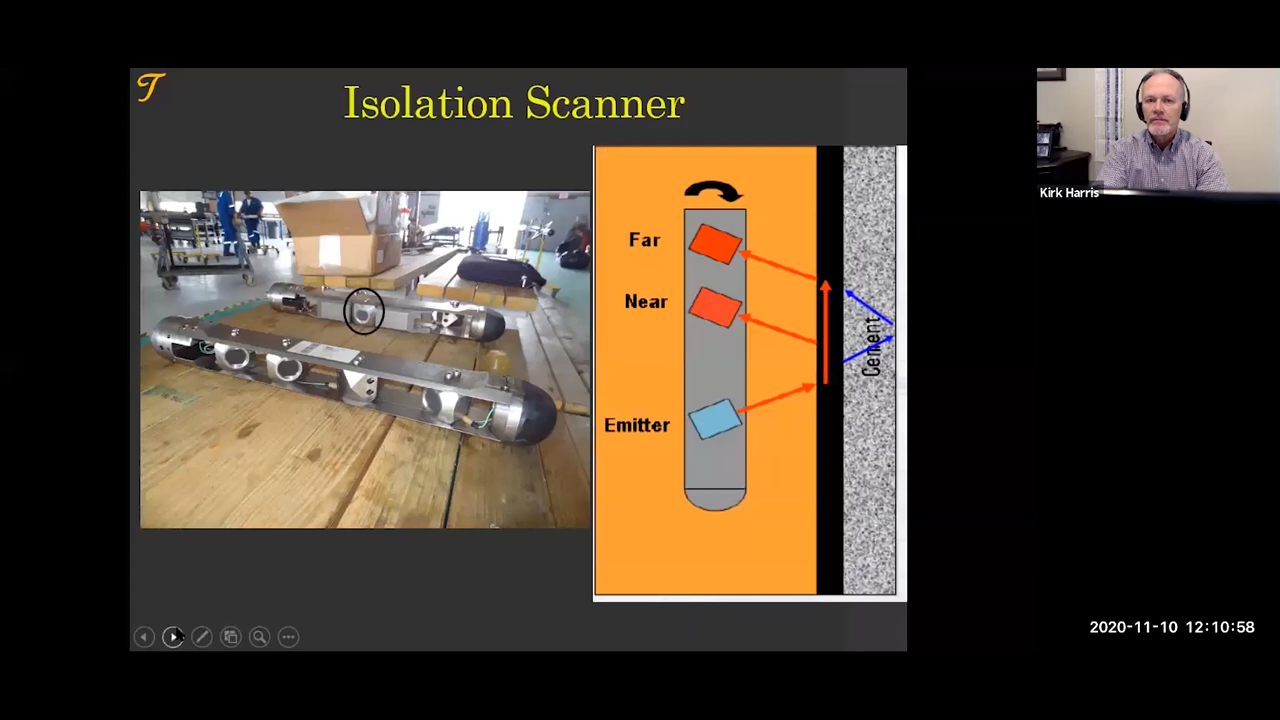 T
Isolation Scanner
Far
Near
Emitter
Cement
Kirk Harris
2020-11-10 12:10:58